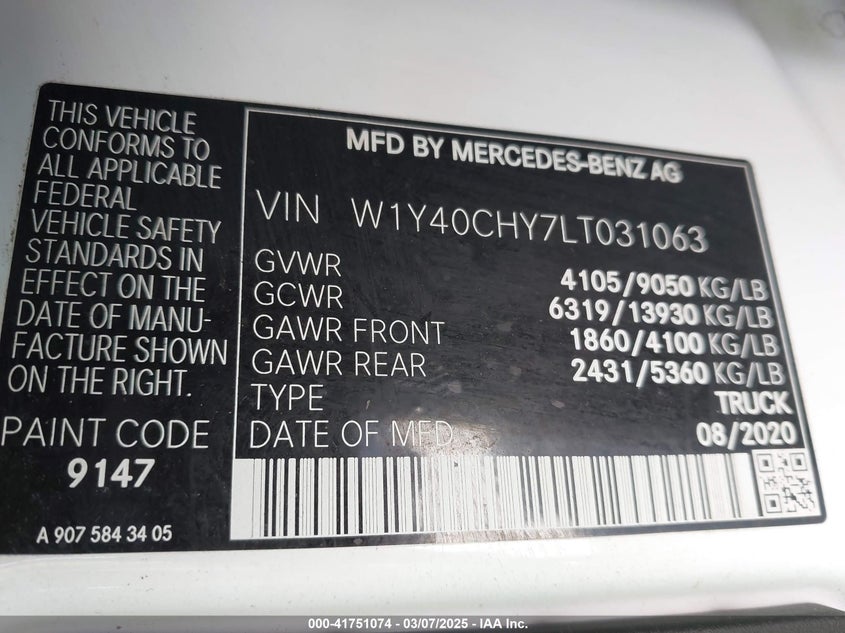 THIS VEHICLE
CONFORMS TO
ALL APPLICABLE
FEDERAL
VEHICLE SAFETY
STANDARDS IN
EFFECT ON THE
DATE OF MANU-
FACTURE SHOWN
ON THE RIGHT.
PAINT CODE
9147
A 907 584 34 05
MFD BY MERCEDES-BENZ AG
VIN W1Y40CHY7LT031063
GVWR 4105/9050 KG/LB
GCWR 6319/13930 KG/LB
GAWR FRONT 1860/4100 KG/LB
GAWR REAR 2431/5360 KG/LB
TYPE TRUCK
DATE OF MFD 08/2020
000-41751074 — 03/07/2025 — IAA Inc.